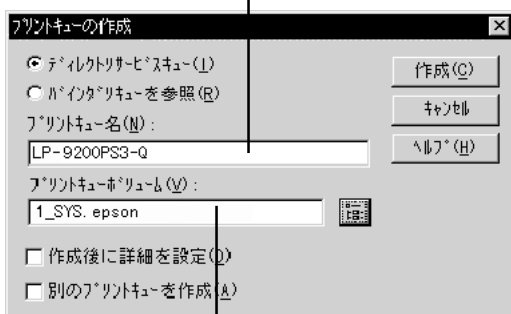 ﾌﾟﾘﾝﾄｷｭｰの作成
ﾃﾞｨﾚｸﾄﾘｻｰﾋﾞｽｷｭｰ(I)
ﾊﾞｲﾝﾀﾞﾘｷｭｰを参照(R)
ﾌﾟﾘﾝﾄｷｭｰ名(N):
LP-9200PS3-Q
ﾌﾟﾘﾝﾄｷｭｰﾎﾞﾘｭｰﾑ(V):
1_SYS.epson
作成後に詳細を設定(D)
別のﾌﾟﾘﾝﾄｷｭｰを作成(A)
作成(C)
ｷｬﾝｾﾙ
ﾍﾙﾌﾟ(H)